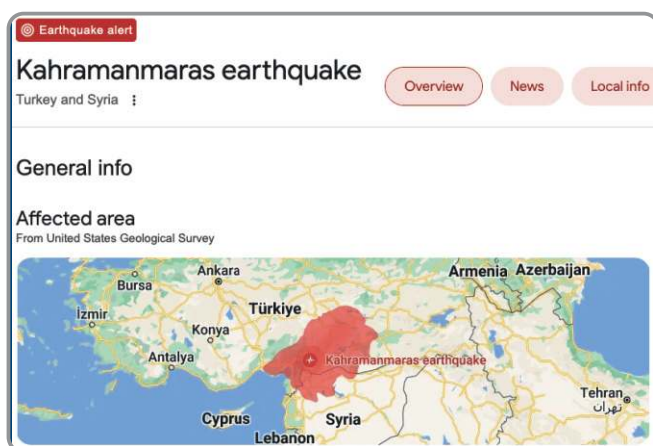 Earthquake alert
Kahramanmaras earthquake
Turkey and Syria
Overview
News
Local info
General info
Affected area
From United States Geological Survey
Ankara
Armenia Azerbaijan
Bursa
Izmir
Türkiye
Konya
Kahramanmaras earthquake
Antalya
Tehran
تهران
Cyprus
Syria
Lebanon